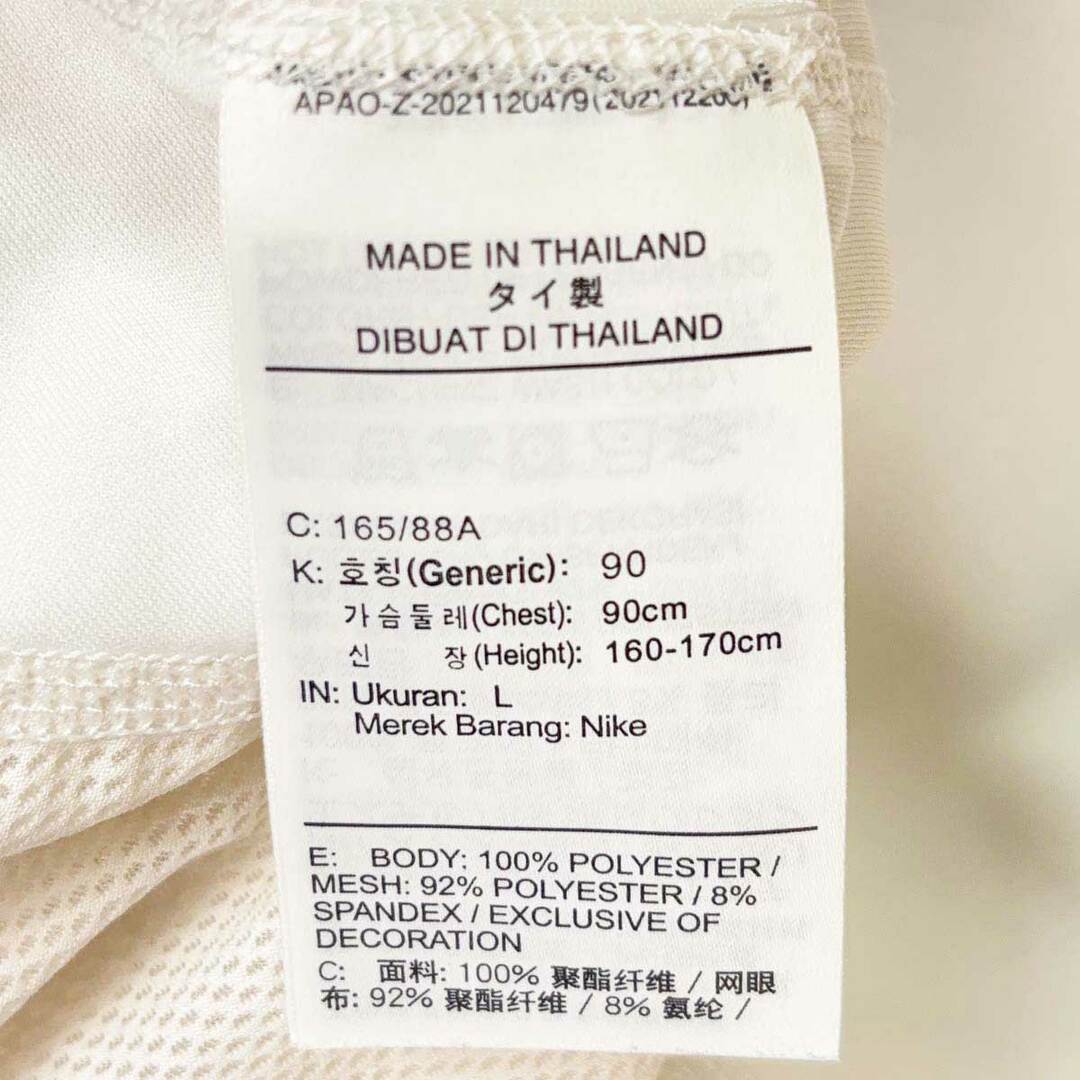 APAO-Z-2021120479
MADE IN THAILAND
タイ製
DIBUAT DI THAILAND
C: 165/88A
K: 호칭(Generic): 90
가슴둘레(Chest): 90cm
신 장(Height): 160-170cm
IN: Ukuran: L
Merek Barang: Nike
E: BODY: 100% POLYESTER /
MESH: 92% POLYESTER / 8%
SPANDEX / EXCLUSIVE OF
DECORATION
C: 面料: 100% 聚酯纤维 / 网眼
布: 92% 聚酯纤维 / 8% 氨纶 /